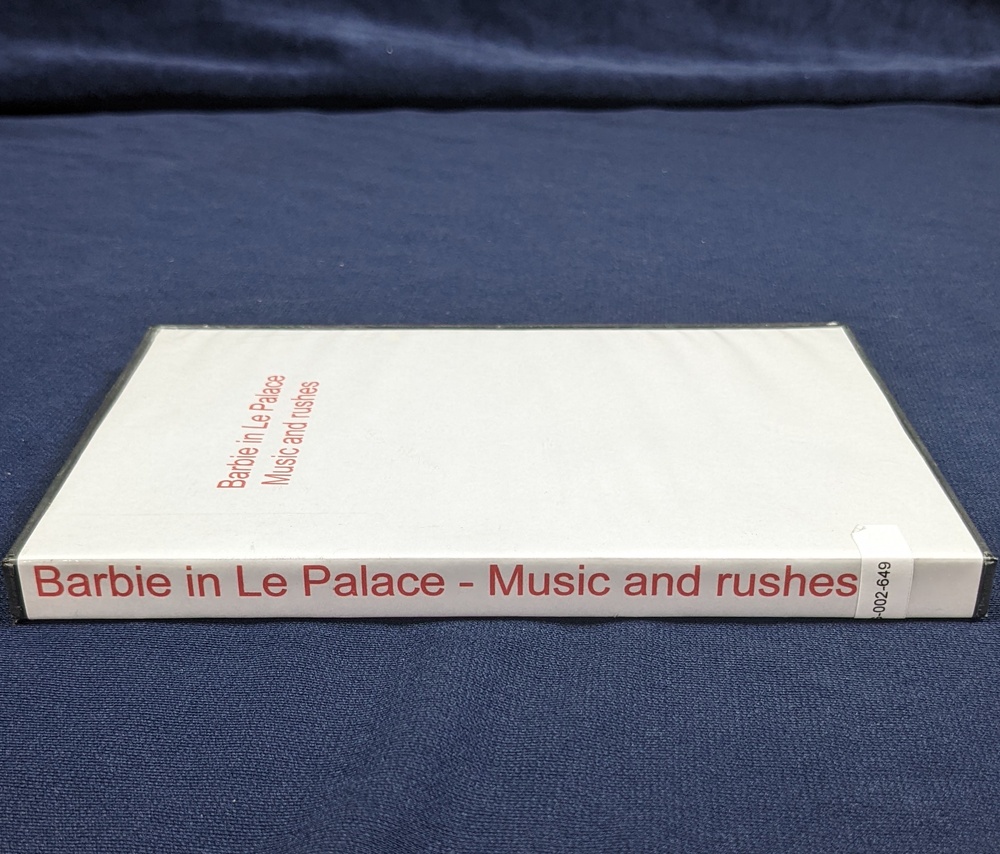 Barbie in Le Palace
Music and rushes
Barbie in Le Palace - Music and rushes
-002-649